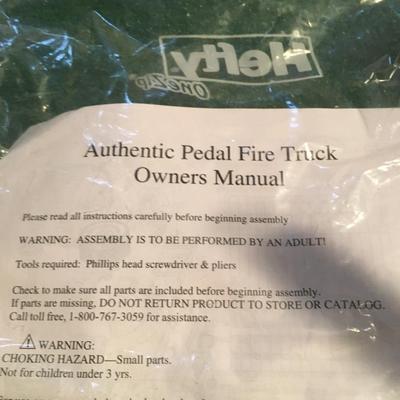 Hefty
OneZip
Authentic Pedal Fire Truck
Owners Manual
Please read all instructions carefully before beginning assembly
WARNING: ASSEMBLY IS TO BE PERFORMED BY AN ADULT!
Tools required: Phillips head screwdriver & pliers
Check to make sure all parts are included before beginning assembly.
If parts are missing, DO NOT RETURN PRODUCT TO STORE OR CATALOG.
Call toll free, 1-800-767-3059 for assistance.
WARNING:
CHOKING HAZARD—Small parts.
Not for children under 3 yrs.